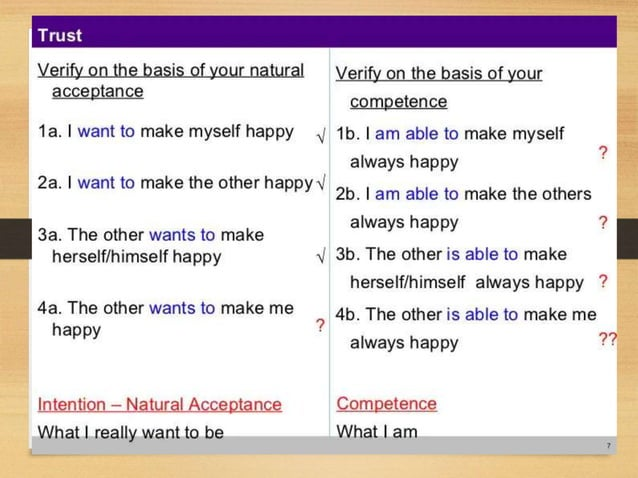 Trust
Verify on the basis of your natural
acceptance
1a. I want to make myself happy √
2a. I want to make the other happy √
3a. The other wants to make
herself/himself happy √
4a. The other wants to make me
happy ?
Intention – Natural Acceptance
What I really want to be
Verify on the basis of your
competence
1b. I am able to make myself
always happy ?
2b. I am able to make the others
always happy ?
3b. The other is able to make
herself/himself always happy ?
4b. The other is able to make me
always happy ??
Competence
What I am
7